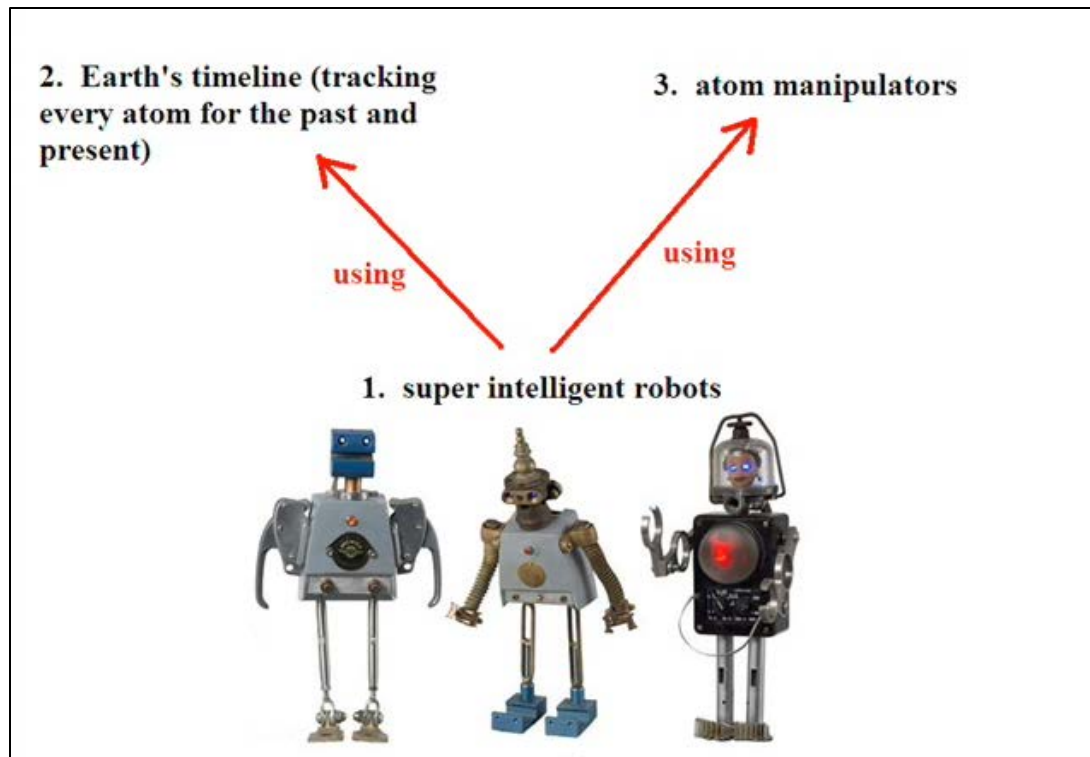 2. Earth's timeline (tracking
every atom for the past and
present)
3. atom manipulators
using
using
1. super intelligent robots